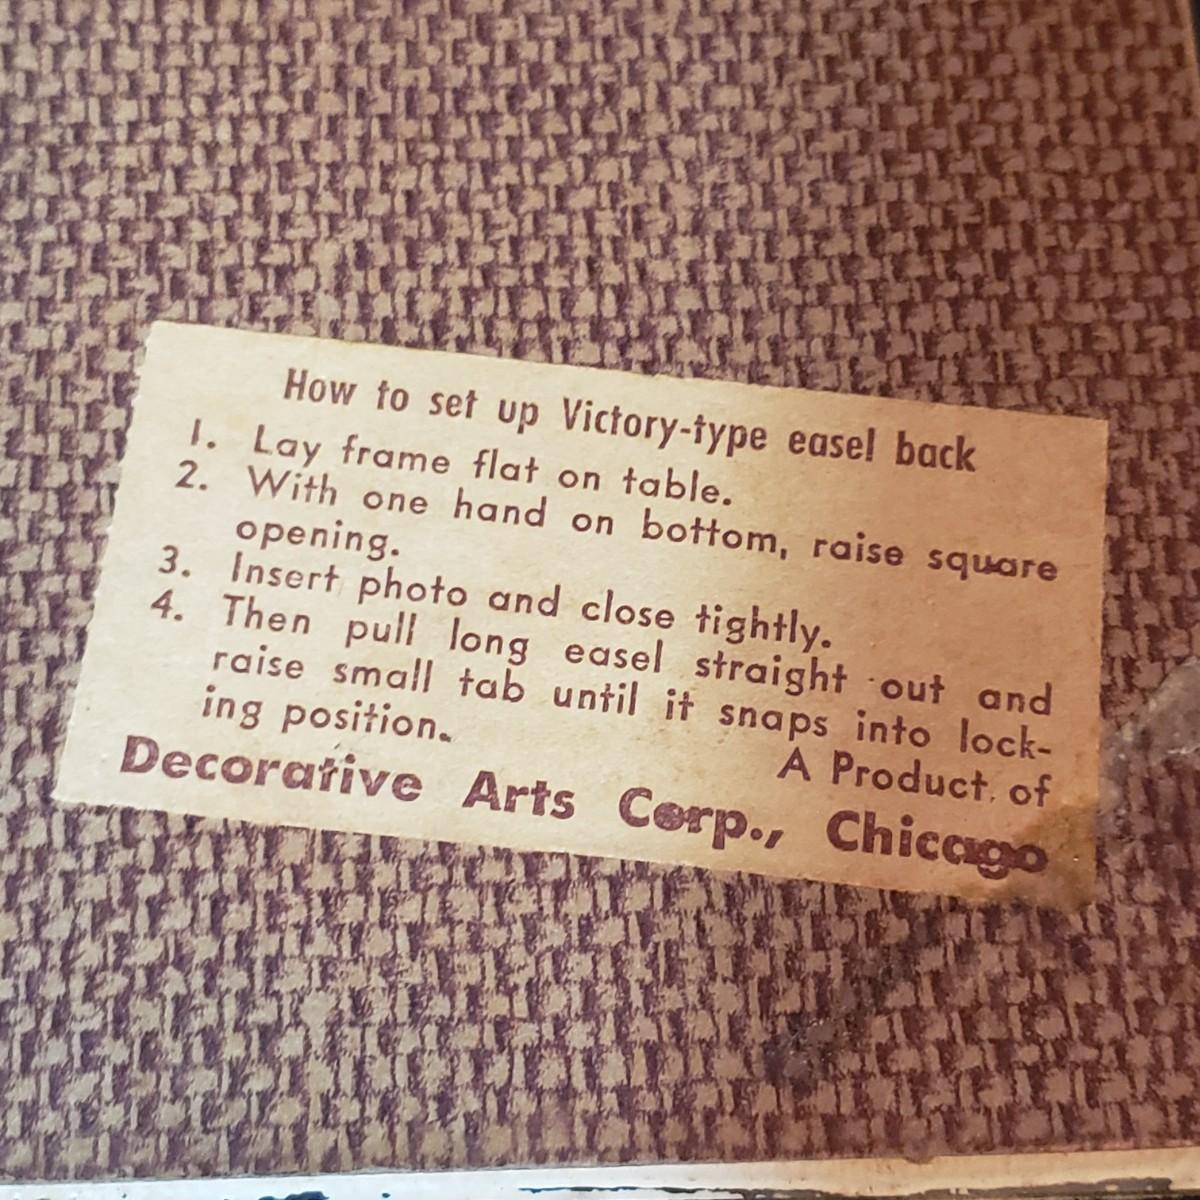 How to set up Victory-type easel back
1. Lay frame flat on table.
2. With one hand on bottom, raise square
opening.
3. Insert photo and close tightly.
4. Then pull long easel straight out and
raise small tab until it snaps into lock-
ing position.
A Product of
Decorative Arts Corp., Chicago